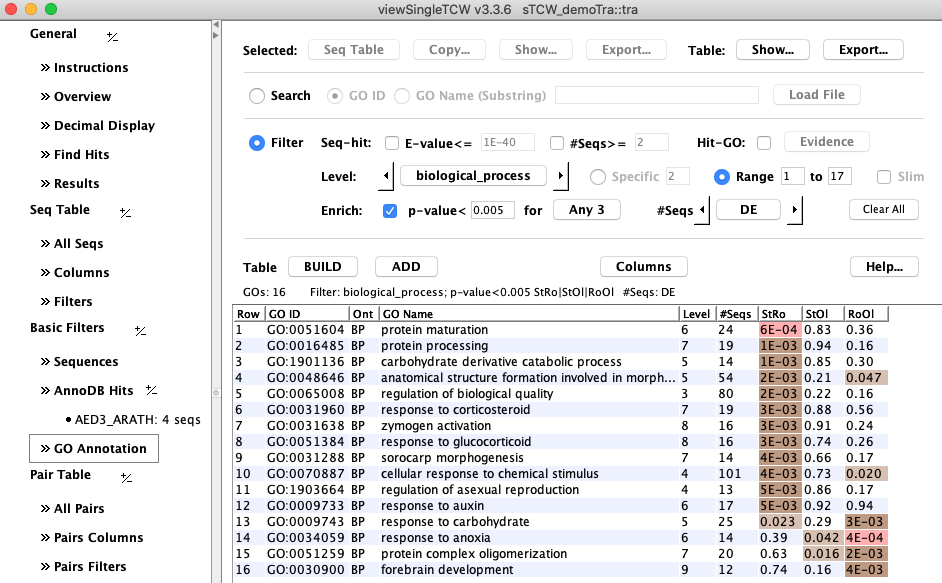 viewSingleTCW v3.3.6 sTCW_demoTra::tra
General +/-
» Instructions
» Overview
» Decimal Display
» Find Hits
» Results
Seq Table +/-
» All Seqs
» Columns
» Filters
Basic Filters +/-
» Sequences
» AnnoDB Hits +/-
• AED3_ARATH: 4 seqs
» GO Annotation
Pair Table +/-
» All Pairs
» Pairs Columns
» Pairs Filters
Selected: Seq Table Copy... Show... Export... Table: Show... Export...
Search GO ID GO Name (Substring) Load File
Filter Seq-hit: E-value<= 1E-40 #Seqs>= 2 Hit-GO: Evidence
Level: biological_process Specific 2 Range 1 to 17 Slim
Enrich: p-value< 0.005 for Any 3 #Seqs DE Clear All
Table BUILD ADD Columns Help...
GOs: 16 Filter: biological_process; p-value<0.005 StRo|StOl|RoOl #Seqs: DE
Row GO ID Ont GO Name Level #Seqs StRo StOl RoOl
1 GO:0051604 BP protein maturation 6 24 6E-04 0.83 0.36
2 GO:0016485 BP protein processing 7 19 1E-03 0.94 0.16
3 GO:1901136 BP carbohydrate derivative catabolic process 5 14 1E-03 0.85 0.30
4 GO:0048646 BP anatomical structure formation involved in morph... 5 54 2E-03 0.21 0.047
5 GO:0065008 BP regulation of biological quality 3 80 2E-03 0.22 0.16
6 GO:0031960 BP response to corticosteroid 7 19 3E-03 0.88 0.56
7 GO:0031638 BP zymogen activation 8 16 3E-03 0.91 0.24
8 GO:0051384 BP response to glucocorticoid 8 16 3E-03 0.74 0.26
9 GO:0031288 BP sorocarp morphogenesis 7 14 4E-03 0.66 0.17
10 GO:0070887 BP cellular response to chemical stimulus 4 101 4E-03 0.73 0.020
11 GO:1903664 BP regulation of asexual reproduction 4 13 5E-03 0.86 0.17
12 GO:0009733 BP response to auxin 6 17 5E-03 0.92 0.94
13 GO:0009743 BP response to carbohydrate 5 25 0.023 0.29 3E-03
14 GO:0034059 BP response to anoxia 6 14 0.39 0.042 4E-04
15 GO:0051259 BP protein complex oligomerization 7 20 0.63 0.016 2E-03
16 GO:0030900 BP forebrain development 9 12 0.74 0.16 4E-03